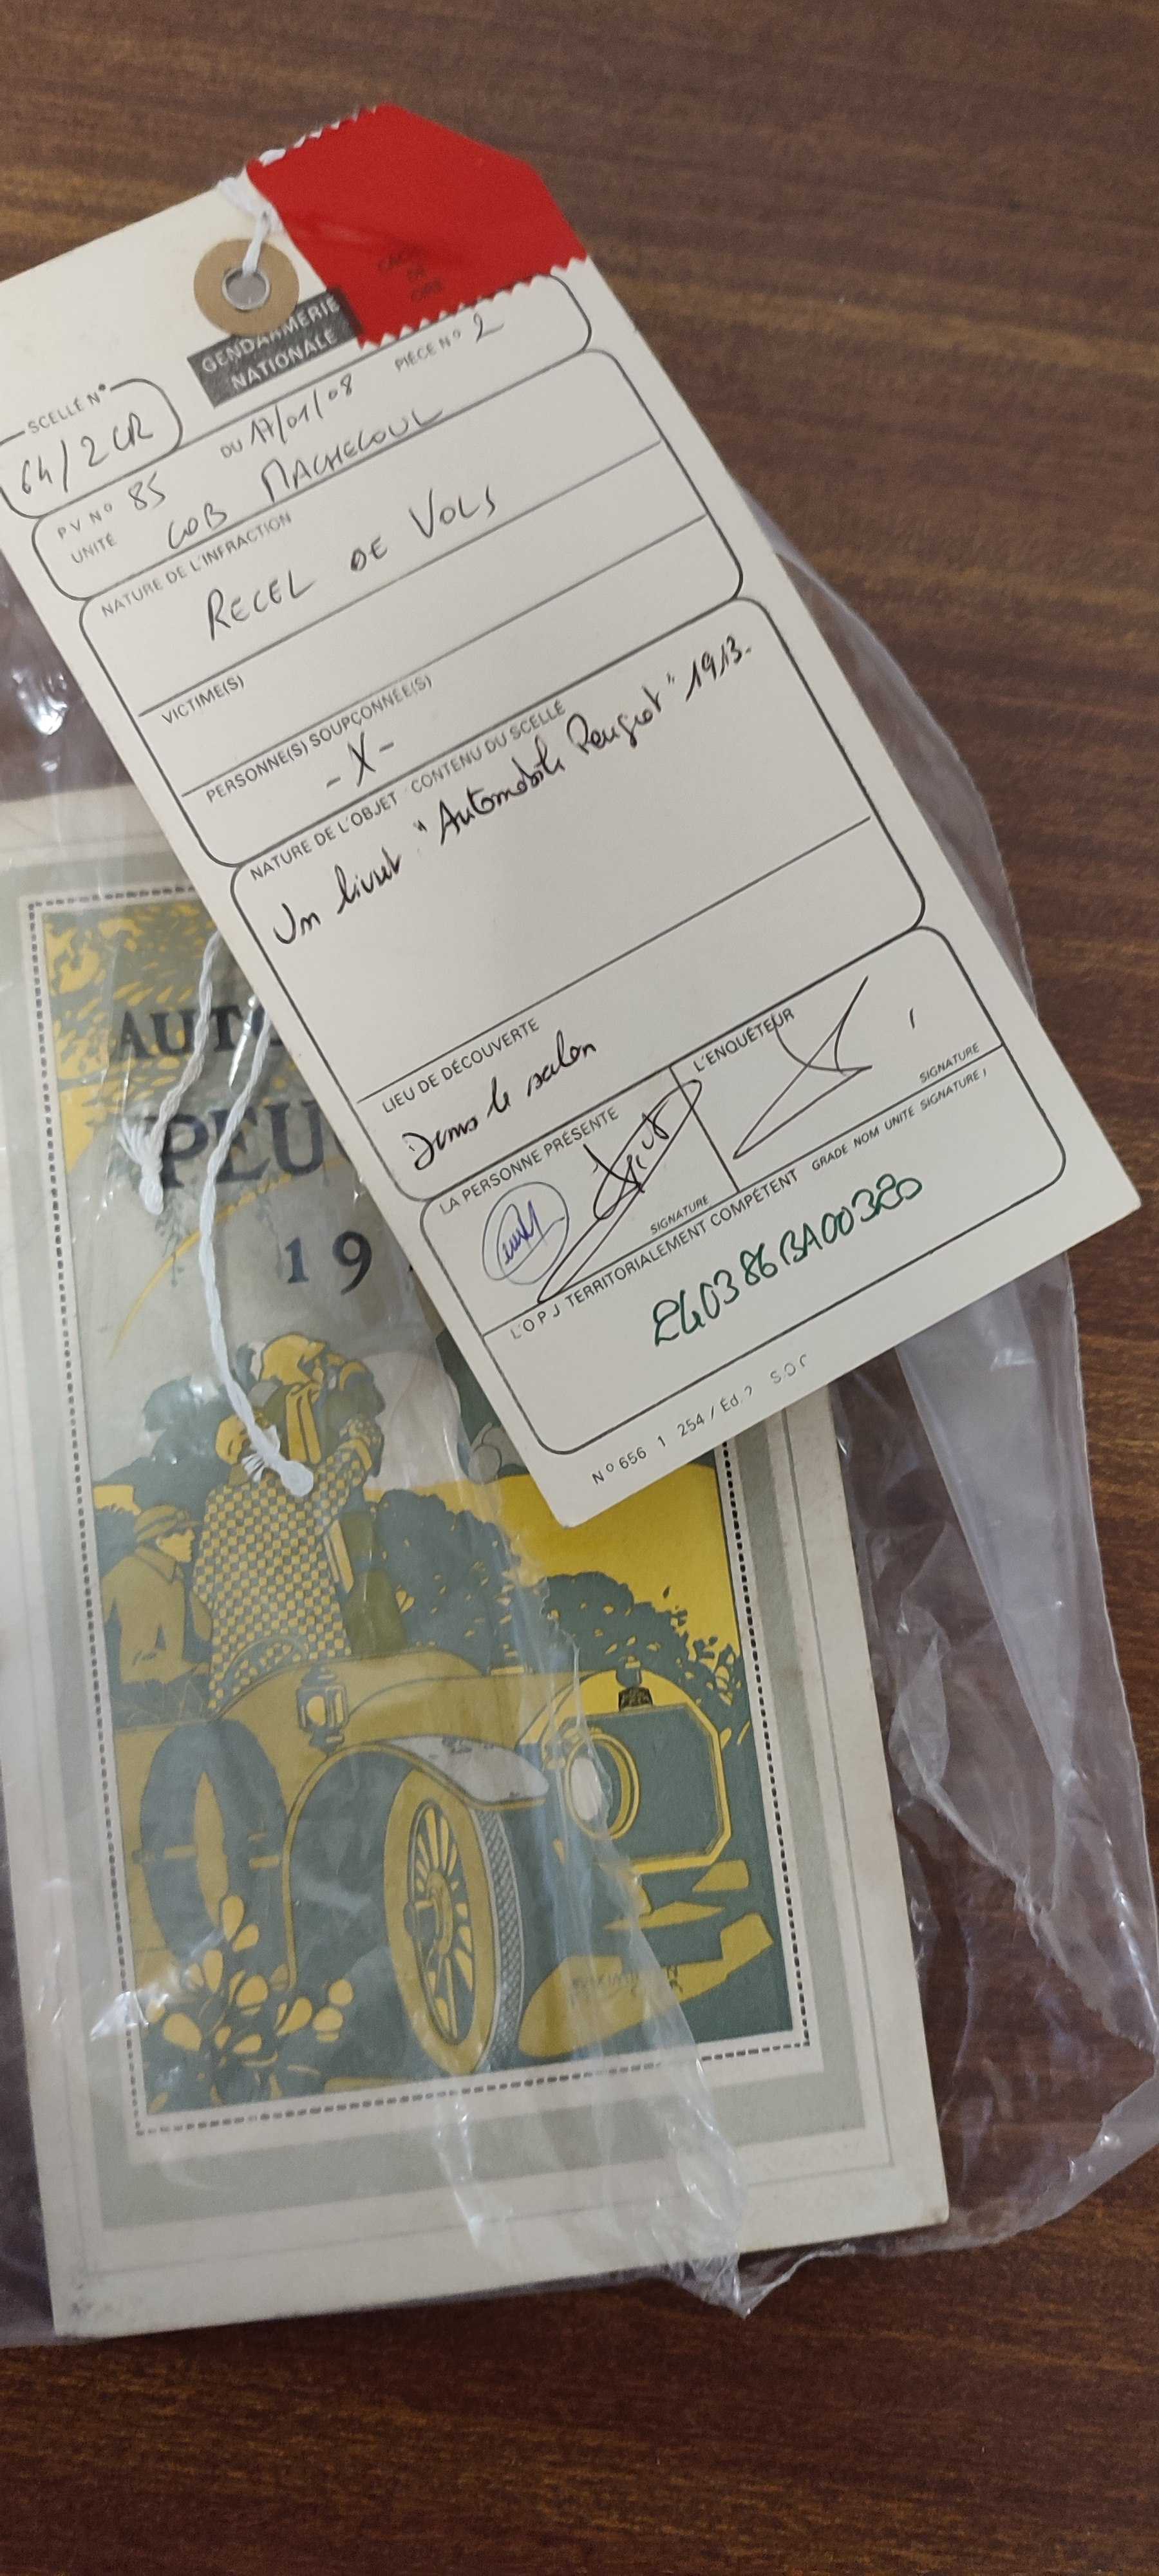 CACHET
DE
CIRE
GENDARMERIE
NATIONALE
SCELLÉ N°
64/2CR
P.V N° 85 DU 17/01/08 PIÈCE N° 2
UNITÉ COB MACHECOUL
NATURE DE L'INFRACTION
RECEL DE VOLS
VICTIME(S)
PERSONNE(S) SOUPÇONNÉE(S)
- X -
NATURE DE L'OBJET - CONTENU DU SCELLÉ
Un livret "Automobile Peugeot" 1913.
LIEU DE DÉCOUVERTE
Dans le salon
LA PERSONNE PRÉSENTE
L'ENQUÊTEUR
SIGNATURE
SIGNATURE
L'O P J TERRITORIALEMENT COMPÉTENT GRADE NOM UNITÉ SIGNATURE
240386BA00320
N° 656 1 254 / Éd.
AUT
PEU
19